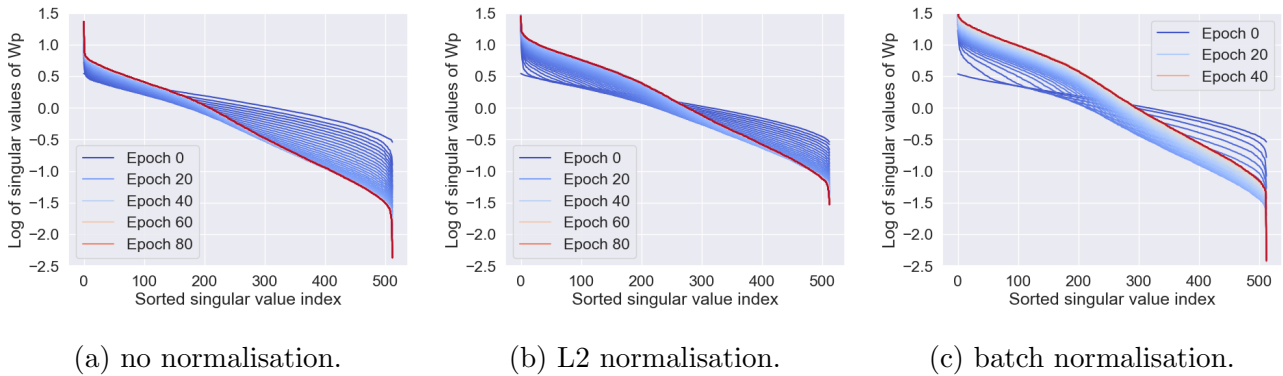 Log of singular values of Wp
1.5
1.0
0.5
0.0
−0.5
−1.0
−1.5
−2.0
−2.5
Epoch 0
Epoch 20
Epoch 40
Epoch 60
Epoch 80
0 100 200 300 400 500
Sorted singular value index
(a) no normalisation.
Log of singular values of Wp
1.5
1.0
0.5
0.0
−0.5
−1.0
−1.5
−2.0
−2.5
Epoch 0
Epoch 20
Epoch 40
Epoch 60
Epoch 80
0 100 200 300 400 500
Sorted singular value index
(b) L2 normalisation.
Log of singular values of Wp
1.5
1.0
0.5
0.0
−0.5
−1.0
−1.5
−2.0
−2.5
Epoch 0
Epoch 20
Epoch 40
0 100 200 300 400 500
Sorted singular value index
(c) batch normalisation.